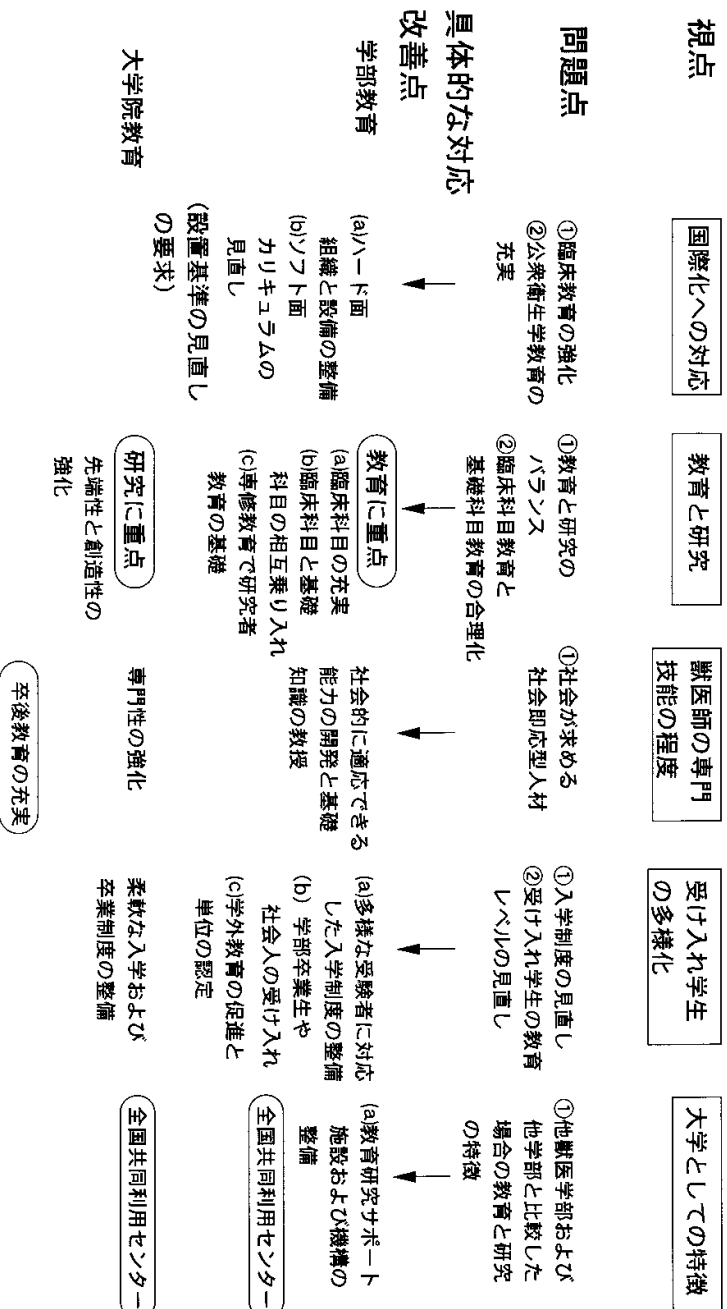 視点
国際化への対応
教育と研究
獣医師の専門
技能の程度
受け入れ学生
の多様化
大学としての特徴
問題点
①臨床教育の強化
②公衆衛生学教育の
充実
①教育と研究の
バランス
②臨床科目教育と
基礎科目教育の合理化
①社会が求める
社会即応型人材
①入学制度の見直し
②受け入れ学生の教育
レベルの見直し
①他獣医学部および
他学部と比較した
場合の教育と研究
の特徴
具体的な対応
改善点
学部教育
(a)ハード面
組織と設備の整備
(b)ソフト面
カリキュラムの
見直し
(設置基準の見直し
の要求)
教育に重点
(a)臨床科目の充実
(b)臨床科目と基礎
科目の相互乗り入れ
(c)専修教育で研究者
教育の基礎
社会的に適応できる
能力の開発と基礎
知識の教授
(a)多様な受験者に対応
した入学制度の整備
(b)学部卒業生や
社会人の受け入れ
(c)学外教育の促進と
単位の認定
(a)教育研究サポート
施設および機構の
整備
全国共同利用センター
大学院教育
研究に重点
先端性と創造性の
強化
専門性の強化
柔軟な入学および
卒業制度の整備
全国共同利用センター
卒後教育の充実